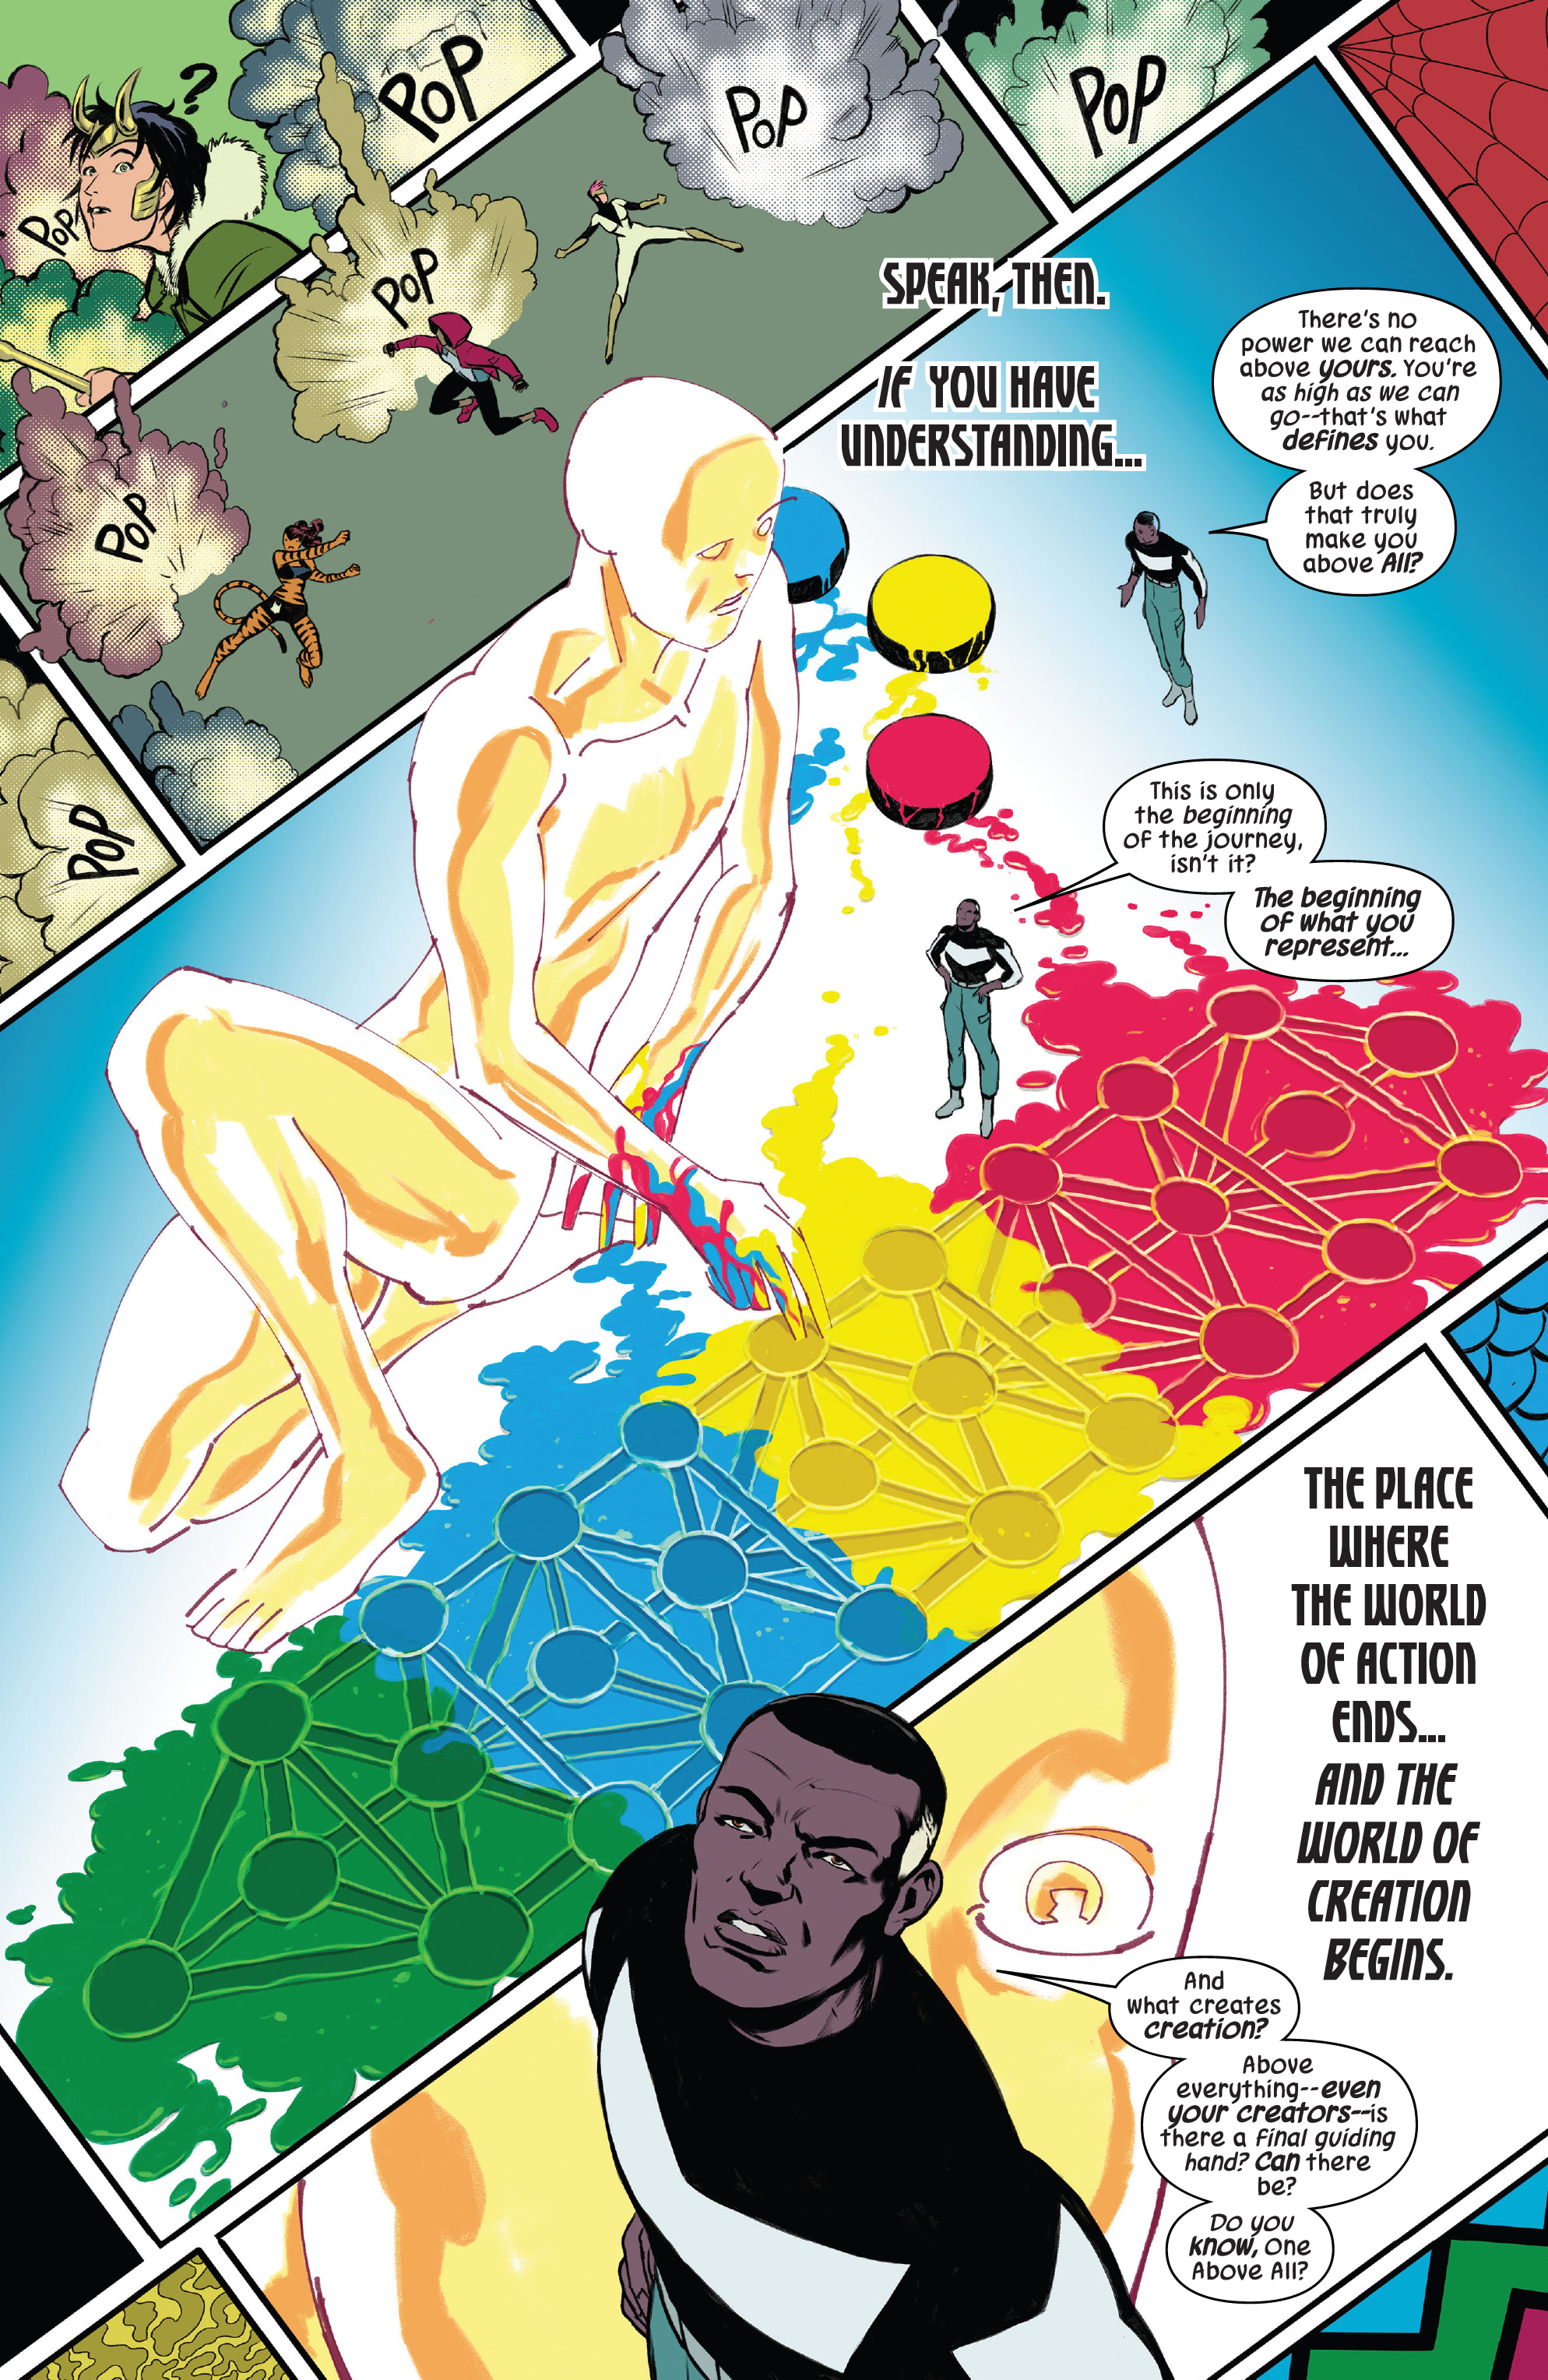 ?
POP
POP
POP
POP
POP
POP
POP
SPEAK, THEN.
IF YOU HAVE
UNDERSTANDING...
There's no
power we can reach
above yours. You're
as high as we can
go--that's what
defines you.
But does
that truly
make you
above All?
This is only
the beginning
of the journey,
isn't it?
The beginning
of what you
represent...
THE PLACE
WHERE
THE WORLD
OF ACTION
ENDS...
AND THE
WORLD OF
CREATION
BEGINS.
And
what creates
creation?
Above
everything--even
your creators--is
there a final guiding
hand? Can there
be?
Do you
know, One
Above All?